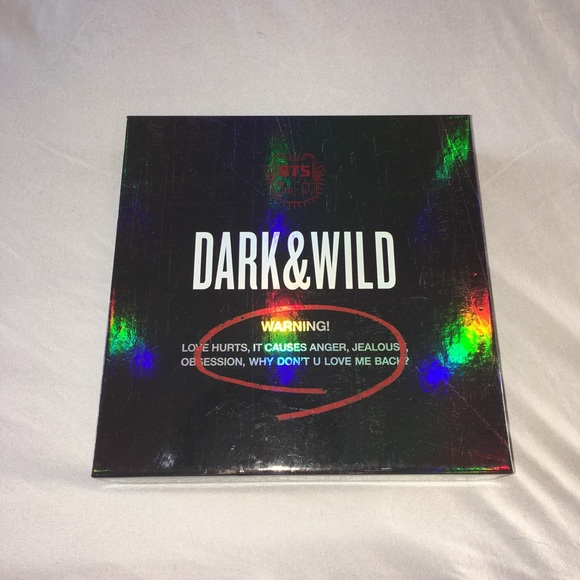 BTS
DARK&WILD
WARNING!
LOVE HURTS, IT CAUSES ANGER, JEALOUSY,
OBSESSION, WHY DON'T U LOVE ME BACK?